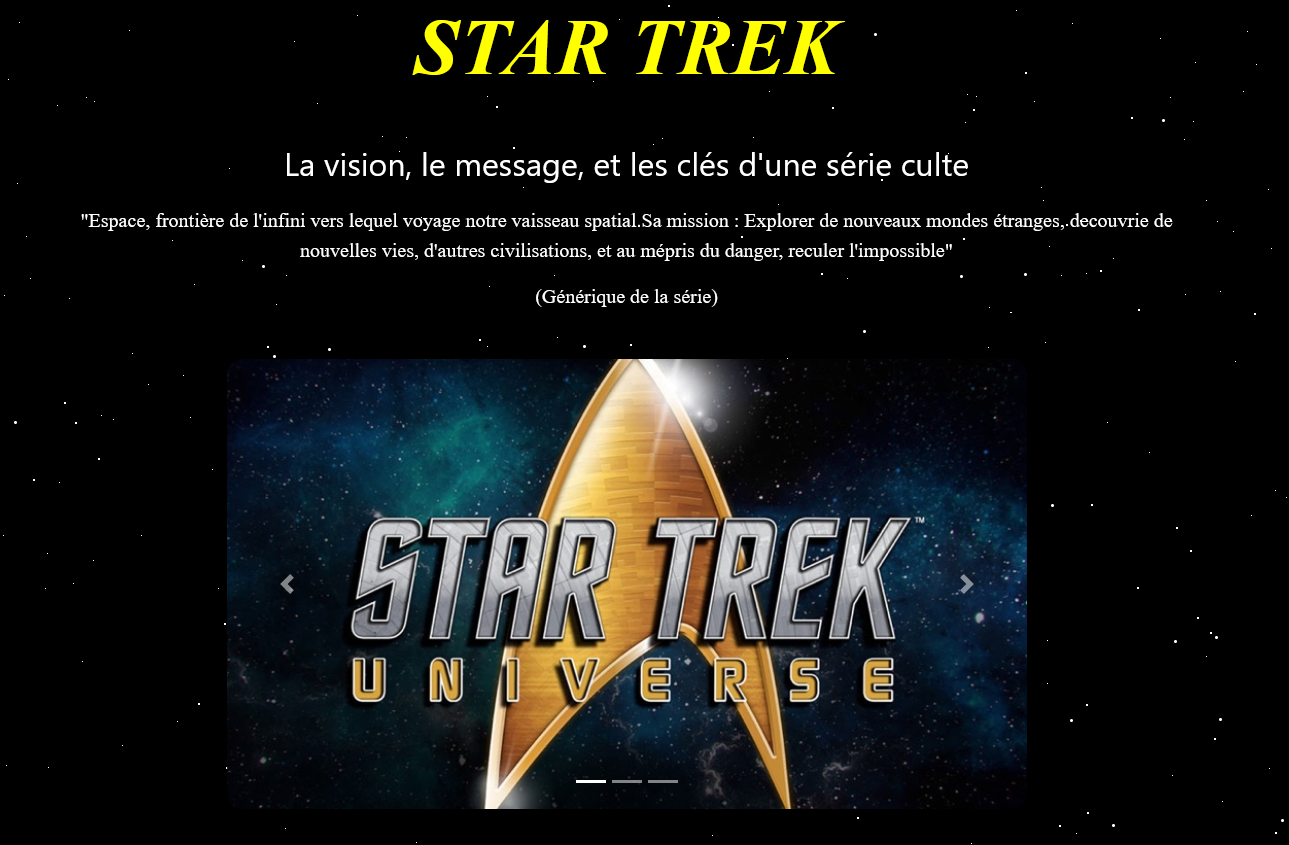 STAR TREK
La vision, le message, et les clés d'une série culte
"Espace, frontière de l'infini vers lequel voyage notre vaisseau spatial.Sa mission : Explorer de nouveaux mondes étranges, decouvrie de
nouvelles vies, d'autres civilisations, et au mépris du danger, reculer l'impossible"
(Générique de la série)
STAR TREK™
UNIVERSE